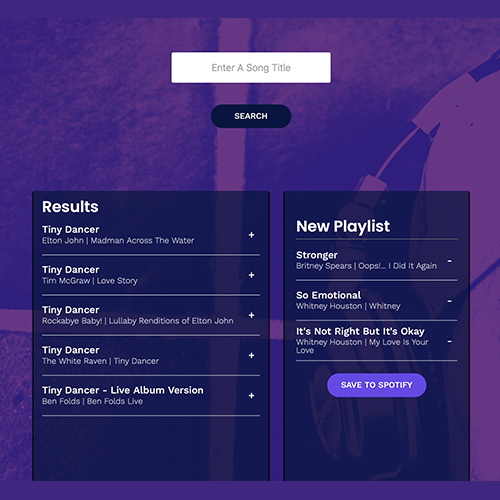 Enter A Song Title
SEARCH
Results
Tiny Dancer
Elton John | Madman Across The Water
+
Tiny Dancer
Tim McGraw | Love Story
+
Tiny Dancer
Rockabye Baby! | Lullaby Renditions of Elton John
+
Tiny Dancer
The White Raven | Tiny Dancer
+
Tiny Dancer - Live Album Version
Ben Folds | Ben Folds Live
+
New Playlist
Stronger
Britney Spears | Oops!... I Did It Again
-
So Emotional
Whitney Houston | Whitney
-
It's Not Right But It's Okay
Whitney Houston | My Love Is Your
Love
-
SAVE TO SPOTIFY